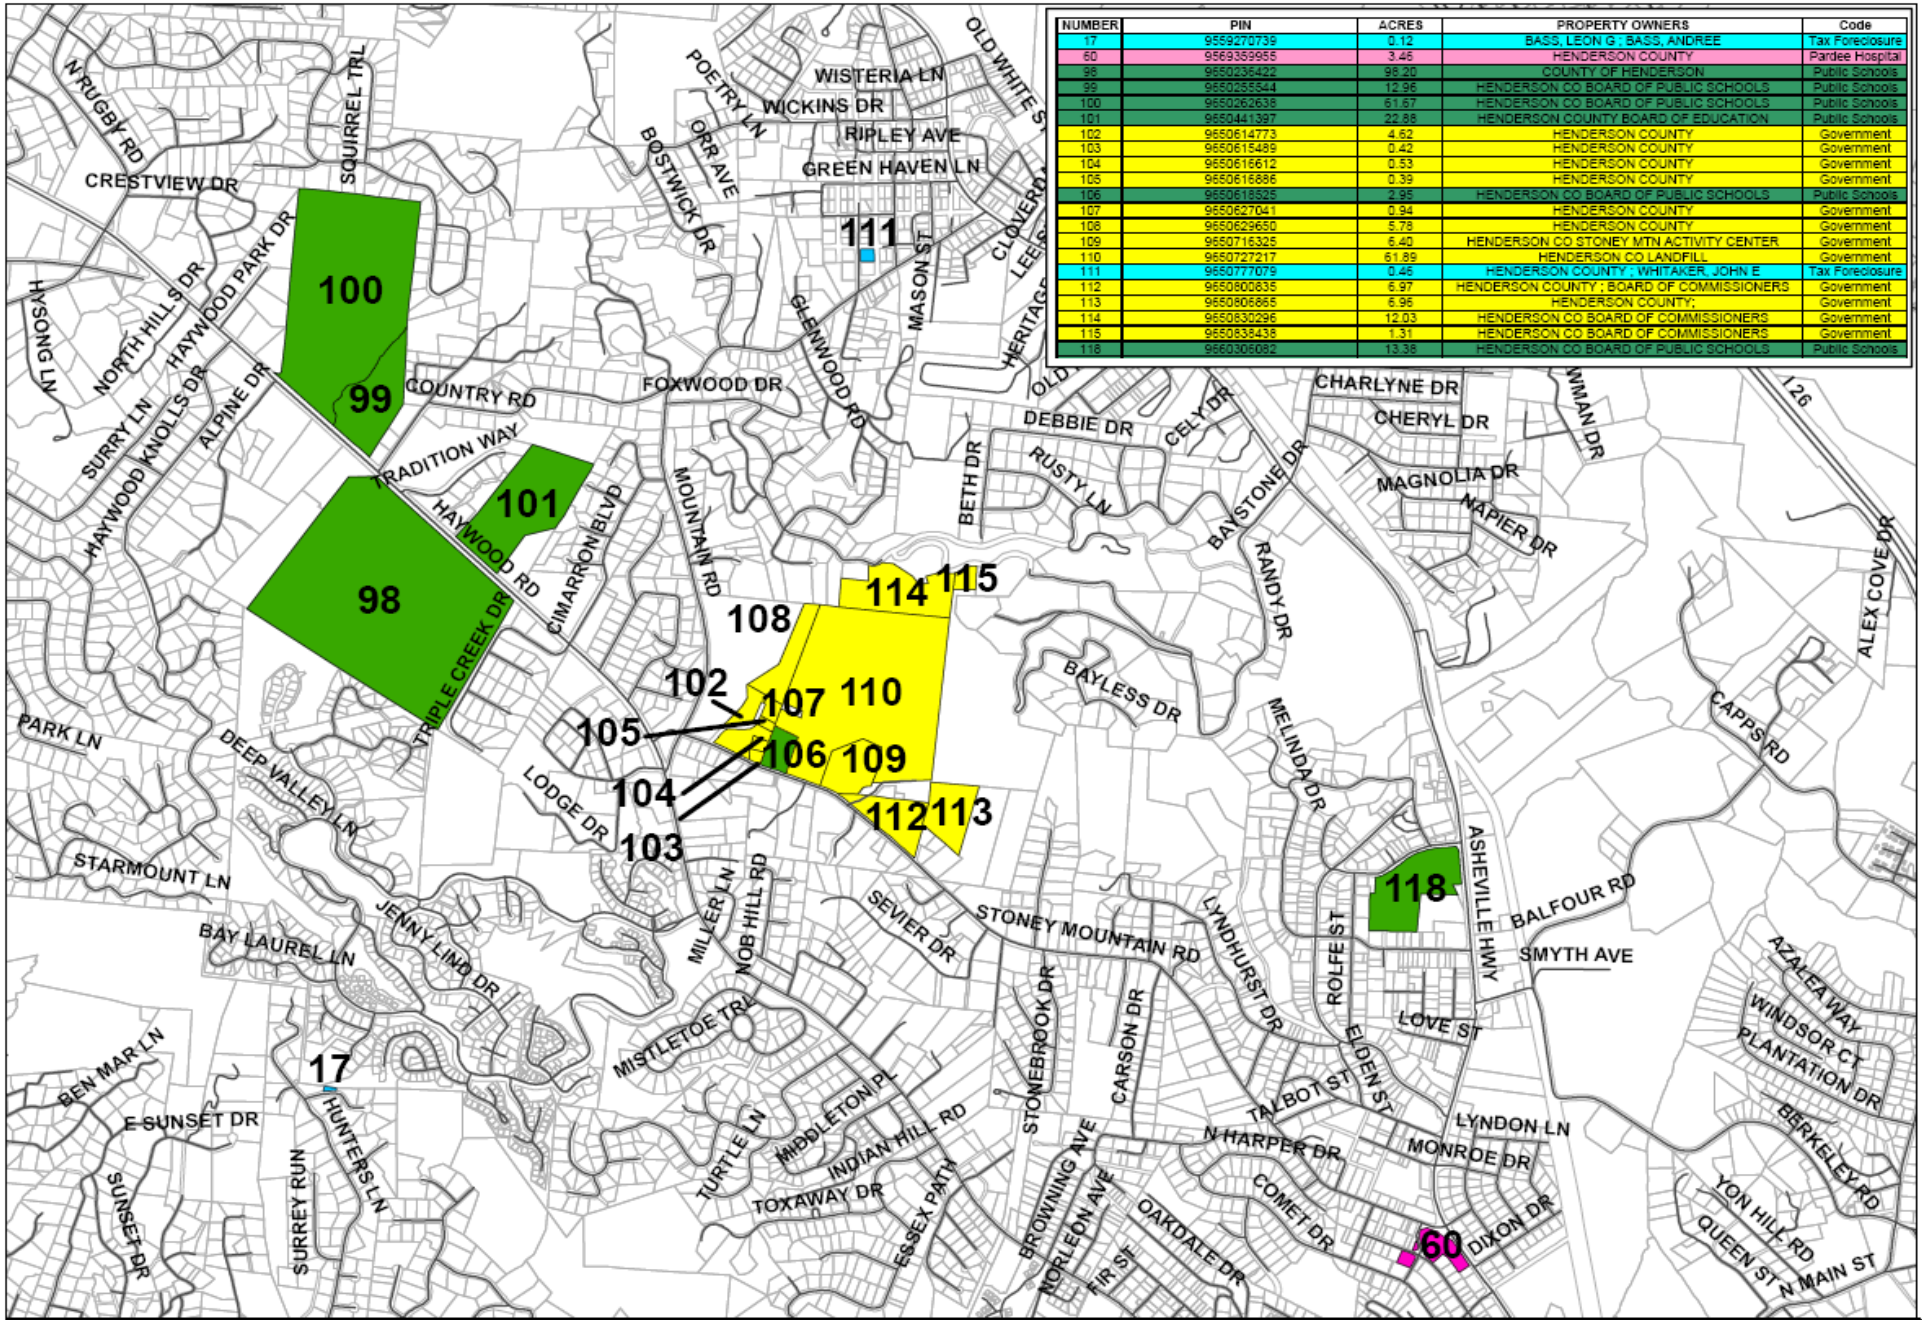 NUMBER PIN ACRES PROPERTY OWNERS Code
17 9559270739 0.12 BASS, LEON G ; BASS, ANDREE Tax Foreclosure
60 9569359955 3.46 HENDERSON COUNTY Pardee Hospital
98 9650236422 98.20 COUNTY OF HENDERSON Public Schools
99 9650255544 12.96 HENDERSON CO BOARD OF PUBLIC SCHOOLS Public Schools
100 9650262638 61.67 HENDERSON CO BOARD OF PUBLIC SCHOOLS Public Schools
101 9650441397 22.88 HENDERSON COUNTY BOARD OF EDUCATION Public Schools
102 9650614773 4.62 HENDERSON COUNTY Government
103 9650615489 0.42 HENDERSON COUNTY Government
104 9650616612 0.53 HENDERSON COUNTY Government
105 9650616886 0.39 HENDERSON COUNTY Government
106 9650618525 2.95 HENDERSON CO BOARD OF PUBLIC SCHOOLS Public Schools
107 9650627041 0.94 HENDERSON COUNTY Government
108 9650629650 5.78 HENDERSON COUNTY Government
109 9650716325 6.40 HENDERSON CO STONEY MTN ACTIVITY CENTER Government
110 9650727217 61.89 HENDERSON CO LANDFILL Government
111 9650777079 0.46 HENDERSON COUNTY ; WHITAKER, JOHN E Tax Foreclosure
112 9650800835 6.97 HENDERSON COUNTY ; BOARD OF COMMISSIONERS Government
113 9650806865 6.96 HENDERSON COUNTY; Government
114 9650830296 12.03 HENDERSON CO BOARD OF COMMISSIONERS Government
115 9650838438 1.31 HENDERSON CO BOARD OF COMMISSIONERS Government
118 9660306082 13.38 HENDERSON CO BOARD OF PUBLIC SCHOOLS Public Schools
N RUGBY RD
SQUIRREL TRL
CRESTVIEW DR
POETRY LN
WISTERIA LN
WICKINS DR
ORR AVE
RIPLEY AVE
BOSTWICK DR
GREEN HAVEN LN
OLD WHITE
HAYWOOD PARK DR
NORTH HILLS DR
HYSONG LN
100
111
MASON ST
HERITAGE
GLENWOOD RD
SURRY LN
HAYWOOD KNOLLS DR
ALPINE DR
99
COUNTRY RD
FOXWOOD DR
OLD
DEBBIE DR
CELY DR
CHARLYNE DR
CHERYL DR
WMAN DR
I 26
TRADITION WAY
101
HAYWOOD RD
CIMARRON BLVD
MOUNTAIN RD
BETH DR
RUSTY LN
BAYSTONE DR
MAGNOLIA DR
NAPIER DR
98
TRIPLE CREEK DR
108
114
115
RANDY DR
ALEX COVE DR
102
107
110
BAYLESS DR
105
106
109
MELINDA DR
CAPPS RD
PARK LN
DEEP VALLEY LN
LODGE DR
104
103
112
113
STARMOUNT LN
BAY LAUREL LN
JENNY LIND DR
MILLER LN
NOB HILL RD
SEVIER DR
STONEY MOUNTAIN RD
LYNDHURST DR
ROLFE ST
118
ASHEVILLE HWY
BALFOUR RD
SMYTH AVE
LOVE ST
AZALEA WAY
WINDSOR CT
PLANTATION DR
BEN MAR LN
17
E SUNSET DR
SUNSET DR
SURREY RUN
HUNTERS LN
MISTLETOE TRL
TURTLE LN
MIDDLETON PL
INDIAN HILL RD
TOXAWAY DR
ESSEX PATH
STONEBROOK DR
CARSON DR
BROWNING AVE
NORLEON AVE
FIR ST
OAKDALE DR
ELDEN ST
TALBOT ST
N HARPER DR
COMET DR
LYNDON LN
MONROE DR
DIXON DR
60
BERKELEY RD
YON HILL RD
QUEEN ST
N MAIN ST